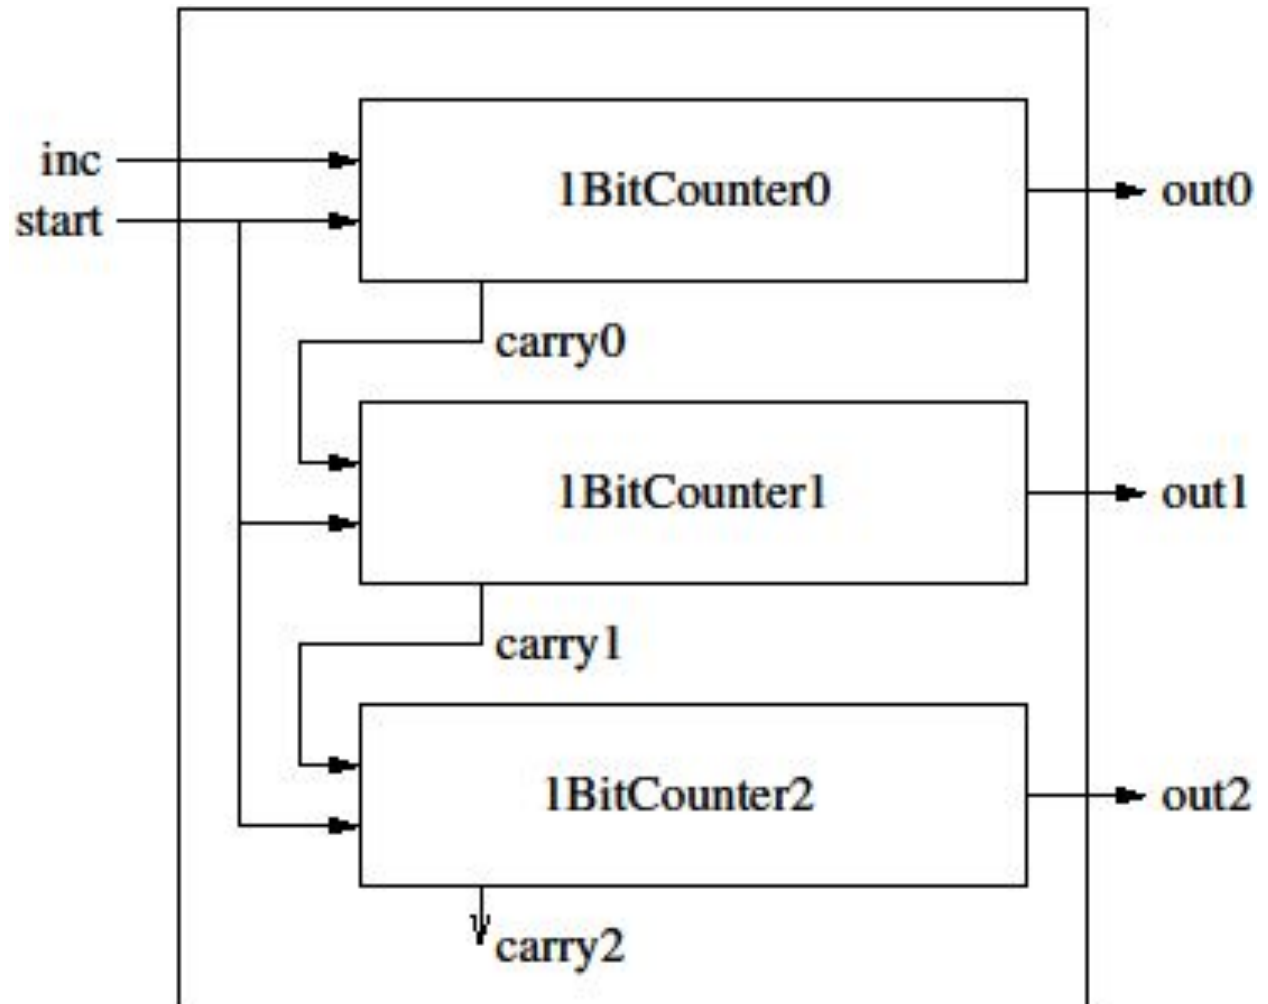 inc
start
1BitCounter0
out0
carry0
1BitCounter1
out1
carry1
1BitCounter2
out2
carry2